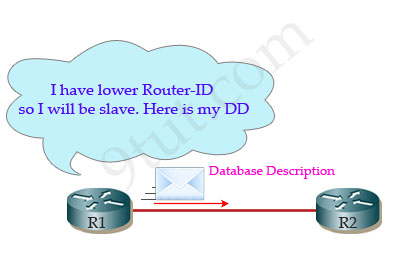 I have lower Router-ID
so I will be slave. Here is my DD
9tut.com
Database Description
R1
R2